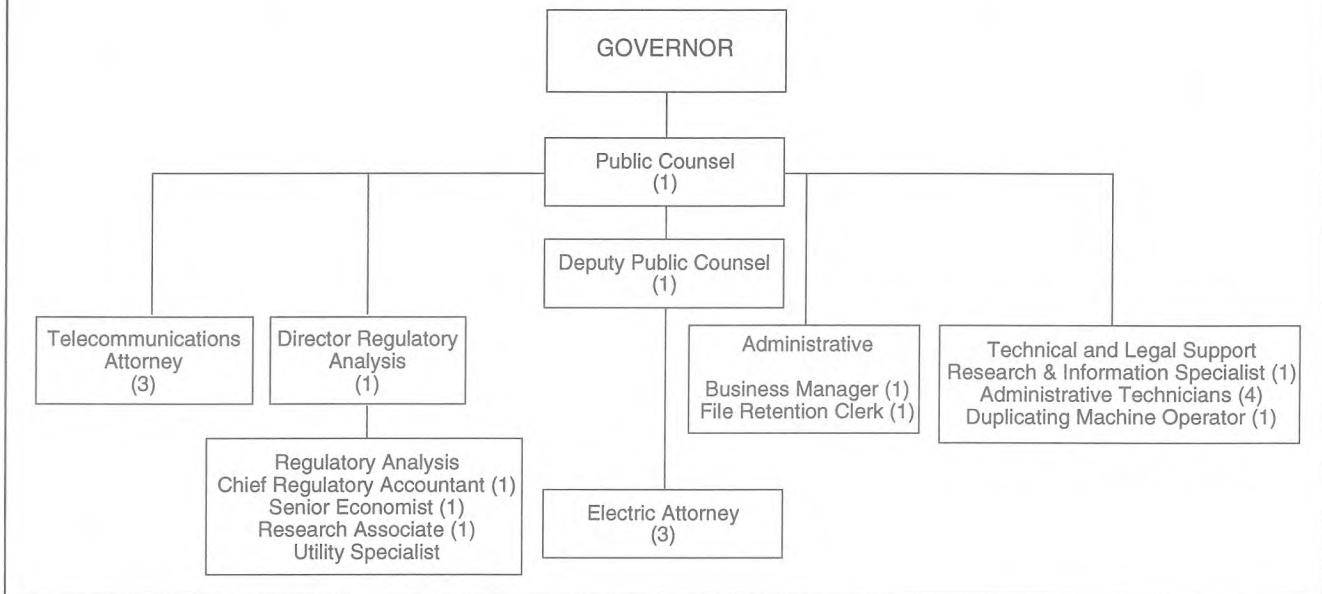 GOVERNOR
Public Counsel
(1)
Deputy Public Counsel
(1)
Telecommunications
Attorney
(3)
Director Regulatory
Analysis
(1)
Administrative
Business Manager (1)
File Retention Clerk (1)
Technical and Legal Support
Research & Information Specialist (1)
Administrative Technicians (4)
Duplicating Machine Operator (1)
Regulatory Analysis
Chief Regulatory Accountant (1)
Senior Economist (1)
Research Associate (1)
Utility Specialist
Electric Attorney
(3)